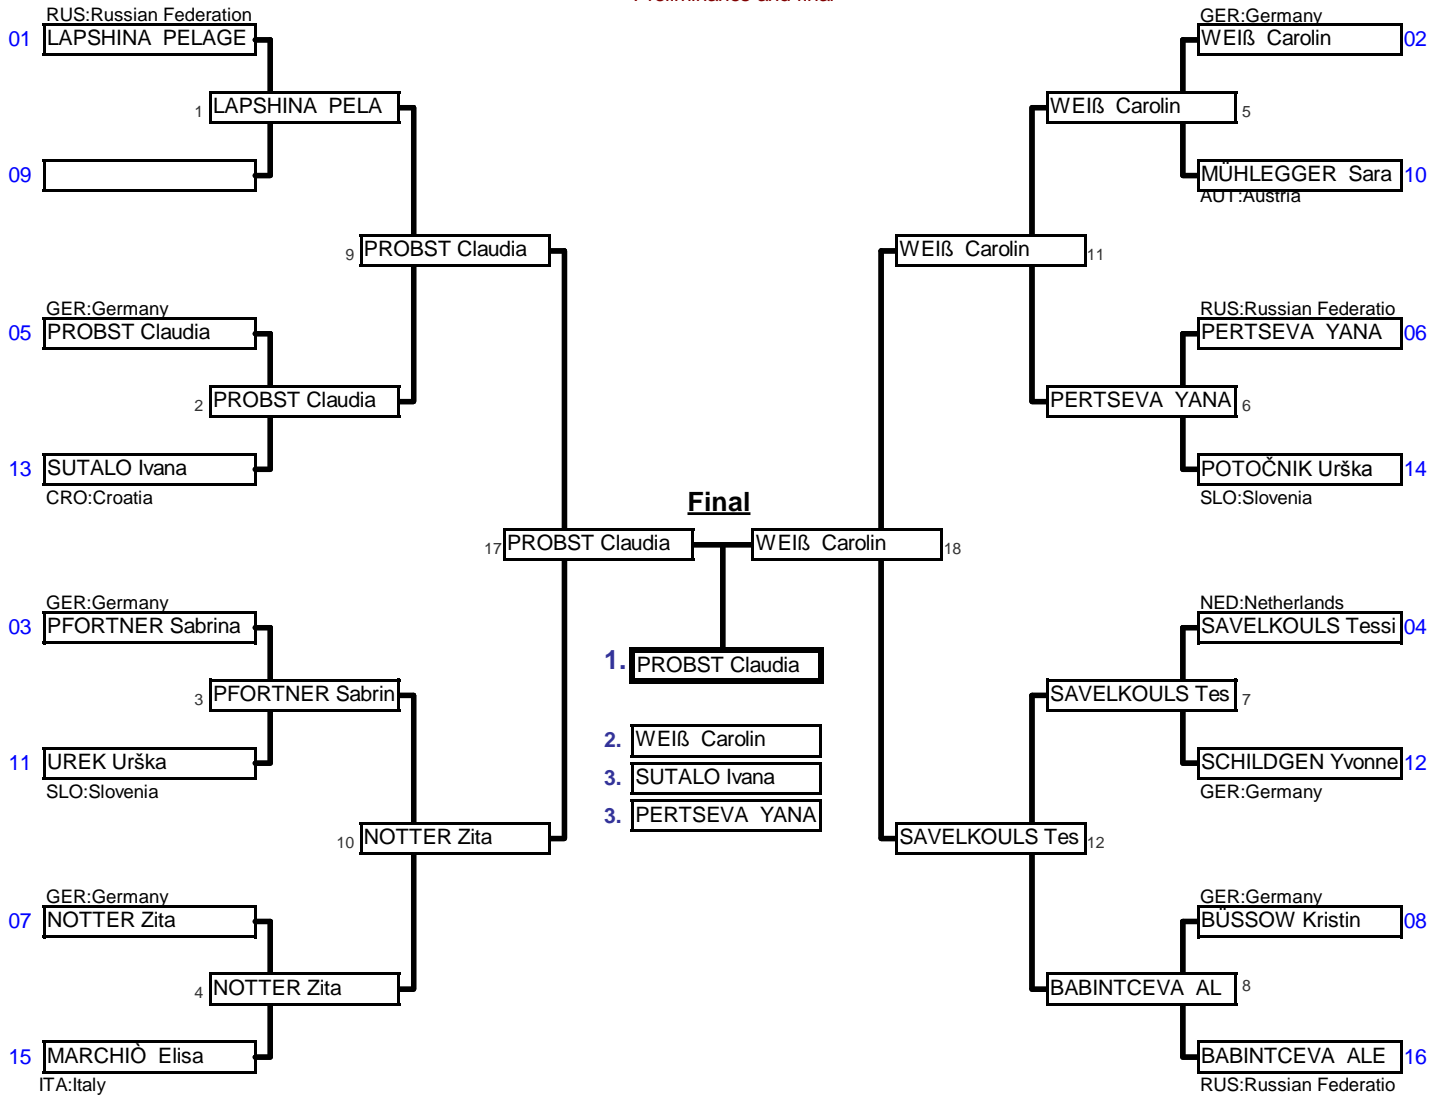 Preliminaries and final
RUS:Russian Federation
01 LAPSHINA PELAGE
1 LAPSHINA PELA
09
9 PROBST Claudia
GER:Germany
05 PROBST Claudia
2 PROBST Claudia
13 SUTALO Ivana
CRO:Croatia
17 PROBST Claudia
GER:Germany
03 PFORTNER Sabrina
3 PFORTNER Sabrin
11 UREK Urška
SLO:Slovenia
10 NOTTER Zita
GER:Germany
07 NOTTER Zita
4 NOTTER Zita
15 MARCHIÒ Elisa
ITA:Italy
Final
1. PROBST Claudia
2. WEIß Carolin
3. SUTALO Ivana
3. PERTSEVA YANA
GER:Germany
WEIß Carolin 02
WEIß Carolin 5
MÜHLEGGER Sara 10
AUT:Austria
WEIß Carolin 11
RUS:Russian Federatio
PERTSEVA YANA 06
PERTSEVA YANA 6
POTOČNIK Urška 14
SLO:Slovenia
WEIß Carolin 18
NED:Netherlands
SAVELKOULS Tessi 04
SAVELKOULS Tes 7
SCHILDGEN Yvonne 12
GER:Germany
SAVELKOULS Tes 12
GER:Germany
BÜSSOW Kristin 08
BABINTCEVA AL 8
BABINTCEVA ALE 16
RUS:Russian Federatio